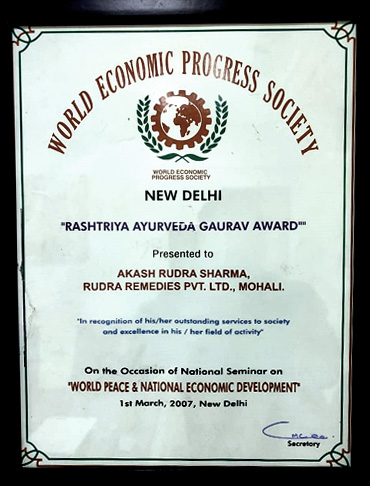 WORLD ECONOMIC PROGRESS SOCIETY
WORLD ECONOMIC
PROGRESS SOCIETY
NEW DELHI
"RASHTRIYA AYURVEDA GAURAV AWARD""
Presented to
AKASH RUDRA SHARMA,
RUDRA REMEDIES PVT. LTD., MOHALI.
"In recognition of his/her outstanding services to society
and excellence in his / her field of activity"
On the Occasion of National Seminar on
"WORLD PEACE & NATIONAL ECONOMIC DEVELOPMENT"
1st March, 2007, New Delhi
Secretary